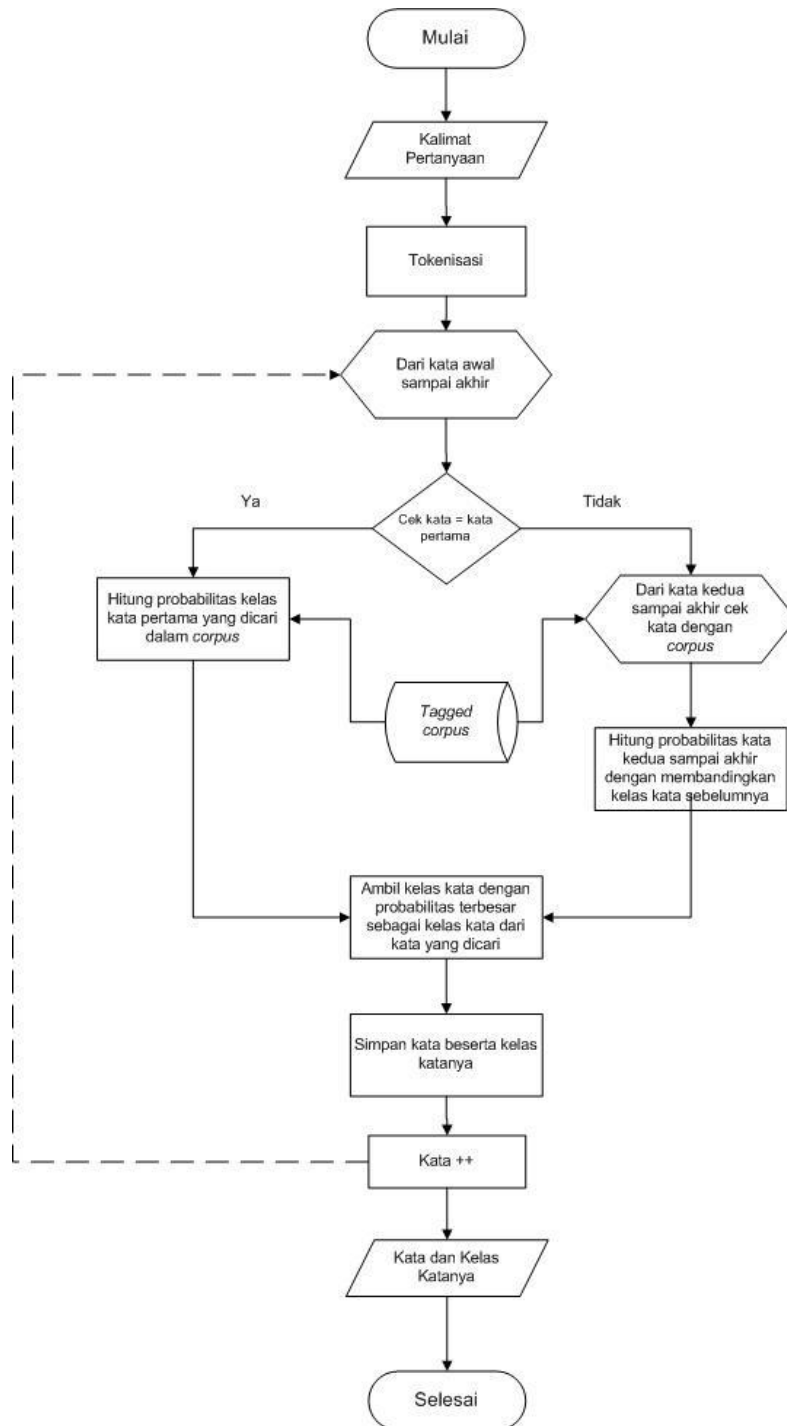 Mulai
Kalimat
Pertanyaan
Tokenisasi
Dari kata awal
sampai akhir
Ya
Tidak
Cek kata = kata
pertama
Hitung probabilitas kelas
kata pertama yang dicari
dalam corpus
Dari kata kedua
sampai akhir cek
kata dengan
corpus
Tagged
corpus
Hitung probabilitas kata
kedua sampai akhir
dengan membandingkan
kelas kata sebelumnya
Ambil kelas kata dengan
probabilitas terbesar
sebagai kelas kata dari
kata yang dicari
Simpan kata beserta kelas
katanya
Kata ++
Kata dan Kelas
Katanya
Selesai